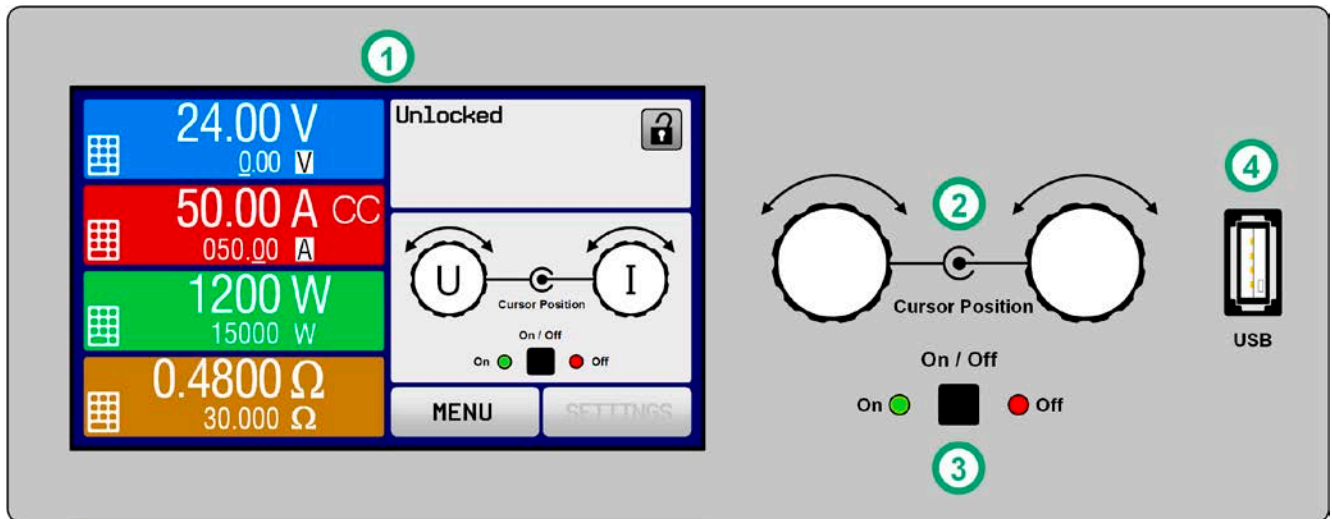 1
24.00 V
0.00 V
50.00 A CC
050.00 A
1200 W
15000 W
0.4800 Ω
30.000 Ω
Unlocked
U
I
Cursor Position
On / Off
On
Off
MENU
SETTINGS
2
Cursor Position
On / Off
On
Off
3
4
USB